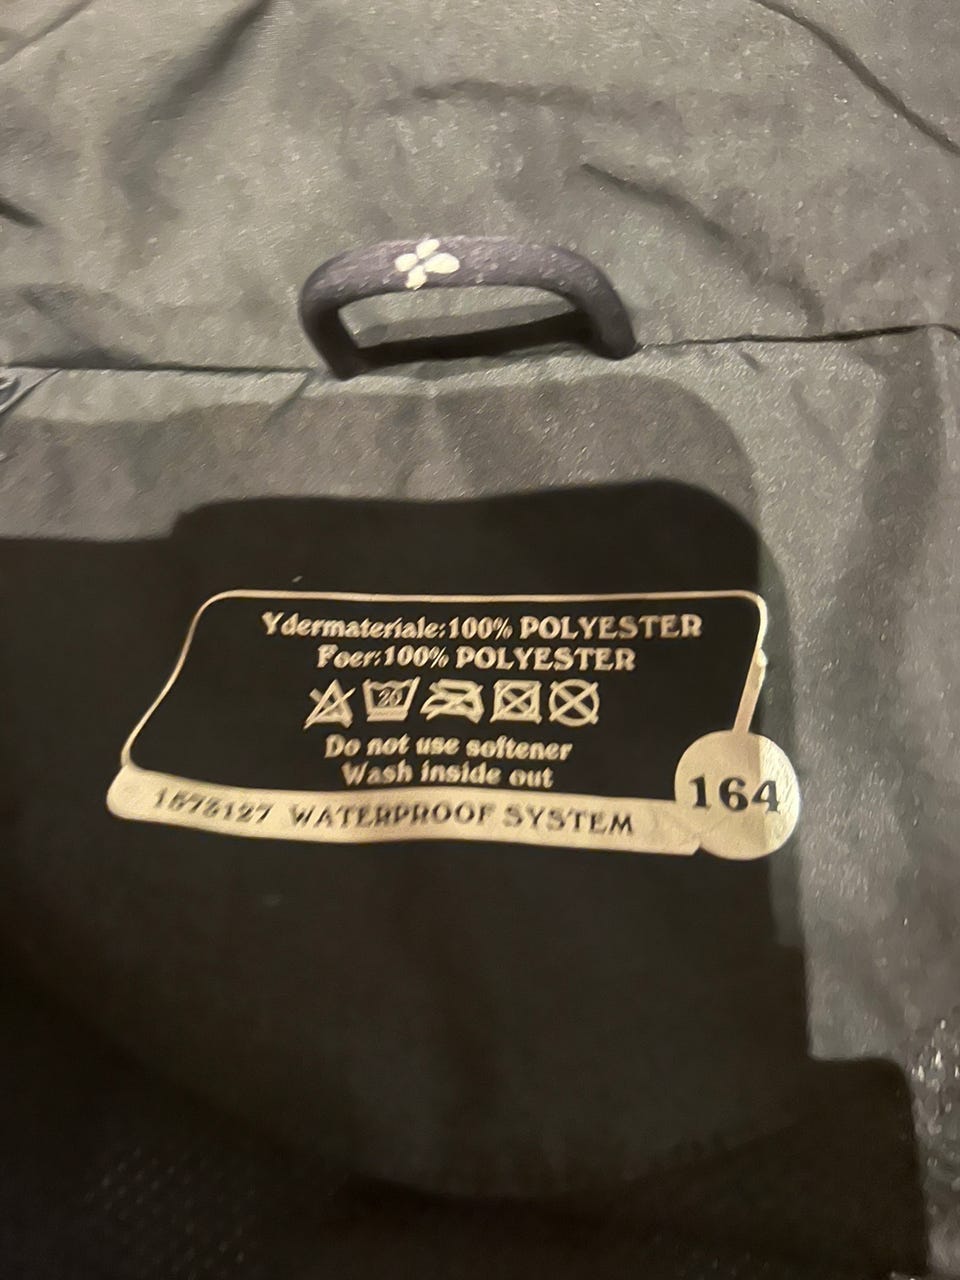 Ydermateriale:100% POLYESTER
Foer:100% POLYESTER
Do not use softener
Wash inside out
WATERPROOF SYSTEM
164